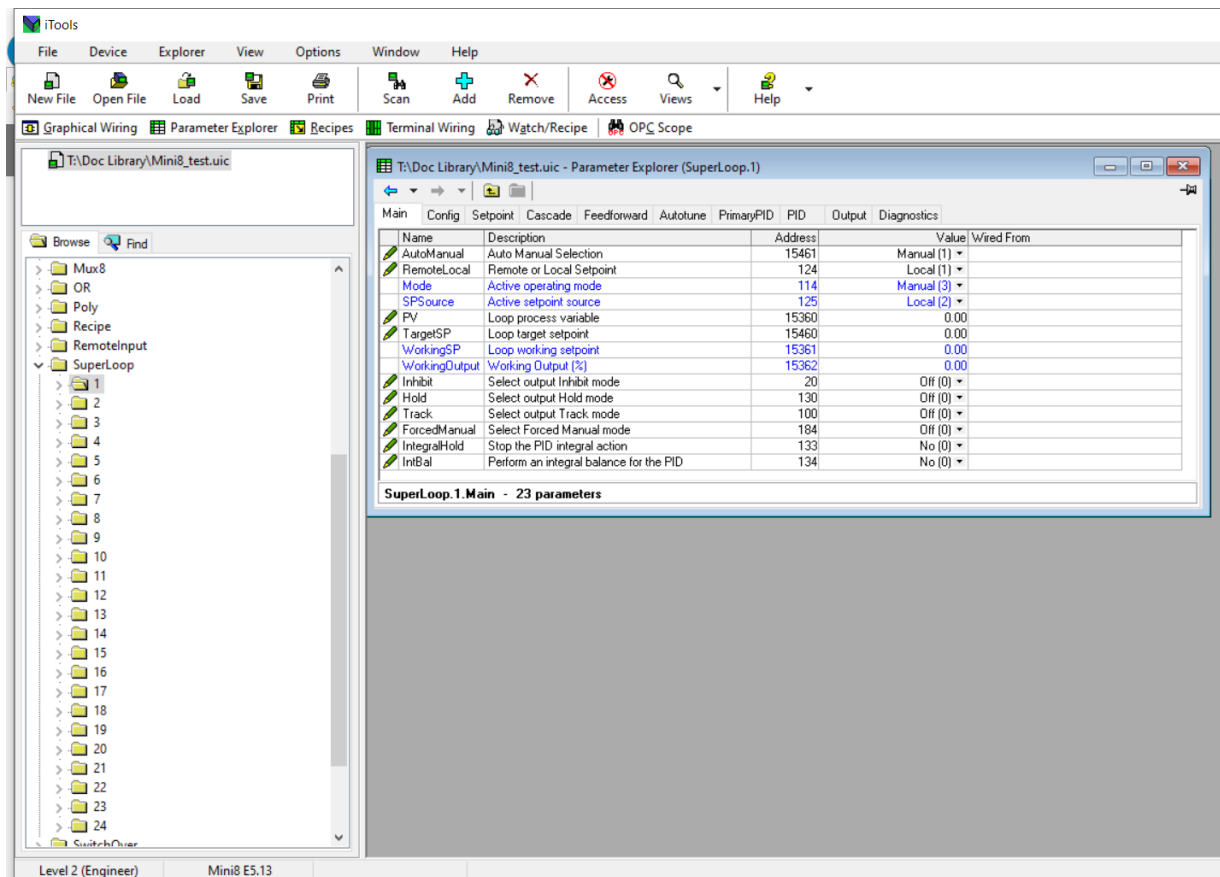 iTools
File Device Explorer View Options Window Help
New File Open File Load Save Print Scan Add Remove Access Views Help
Graphical Wiring Parameter Explorer Recipes Terminal Wiring Watch/Recipe OPC OPC Scope
T:\Doc Library\Mini8_test.uic
T:\Doc Library\Mini8_test.uic - Parameter Explorer (SuperLoop.1)
Main Config Setpoint Cascade Feedforward Autotune PrimaryPID PID Output Diagnostics
Name Description Address Value Wired From
AutoManual Auto Manual Selection 15461 Manual (1)
RemoteLocal Remote or Local Setpoint 124 Local (1)
Mode Active operating mode 114 Manual (3)
SPSource Active setpoint source 125 Local (2)
PV Loop process variable 15360 0.00
TargetSP Loop target setpoint 15460 0.00
WorkingSP Loop working setpoint 15361 0.00
WorkingOutput Working Output (%) 15362 0.00
Inhibit Select output Inhibit mode 20 Off (0)
Hold Select output Hold mode 130 Off (0)
Track Select output Track mode 100 Off (0)
ForcedManual Select Forced Manual mode 184 Off (0)
IntegralHold Stop the PID integral action 133 No (0)
IntBal Perform an integral balance for the PID 134 No (0)
SuperLoop.1.Main - 23 parameters
Browse Find
Mux8
OR
Poly
Recipe
RemoteInput
SuperLoop
1
2
3
4
5
6
7
8
9
10
11
12
13
14
15
16
17
18
19
20
21
22
23
24
SwitchOver
Level 2 (Engineer) Mini8 E5.13